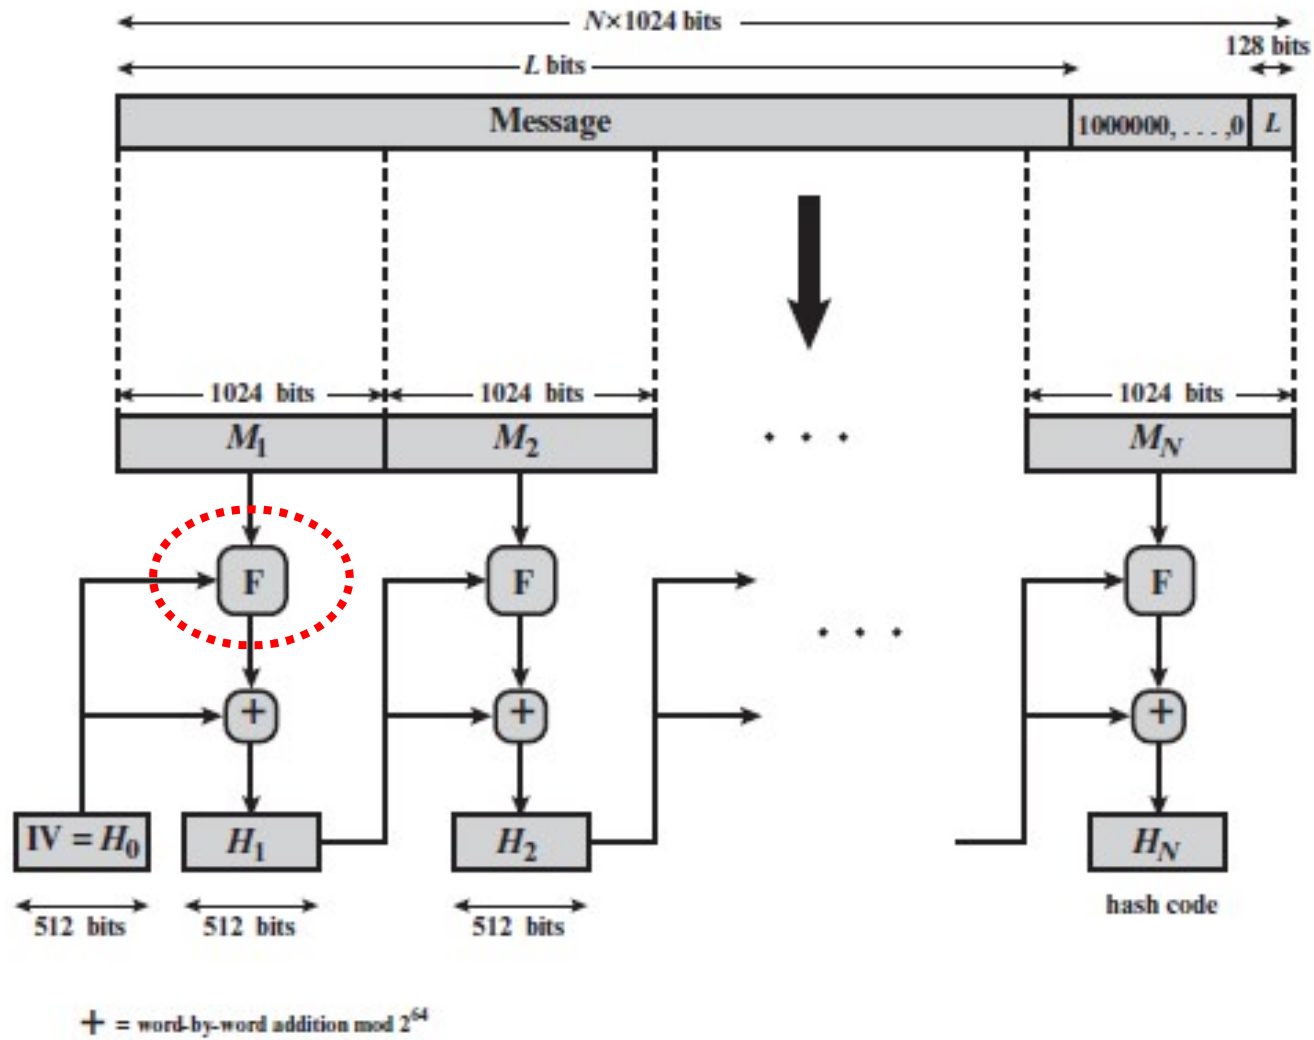 N×1024 bits
128 bits
L bits
Message 1000000, . . . ,0 L
1024 bits 1024 bits 1024 bits
M1 M2 . . . MN
F F F
. . .
+ + +
IV = H0 H1 H2 HN
512 bits 512 bits 512 bits hash code
+ = word-by-word addition mod 2^64